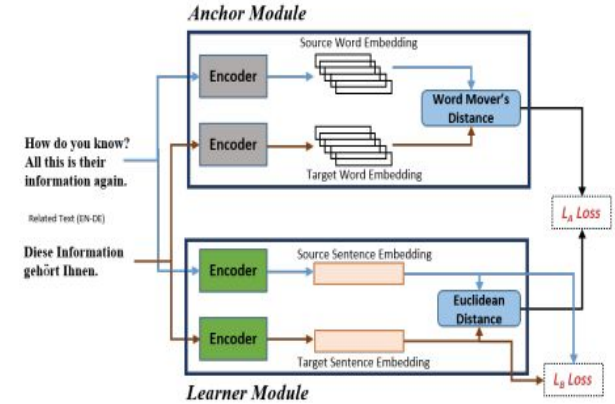 Anchor Module
Source Word Embedding
Encoder
Word Mover's
Distance
Encoder
Target Word Embedding
How do you know?
All this is their
information again.
Related Text (EN-DE)
Diese Information
gehört Ihnen.
L_A Loss
Source Sentence Embedding
Encoder
Euclidean
Distance
Encoder
Target Sentence Embedding
L_B Loss
Learner Module